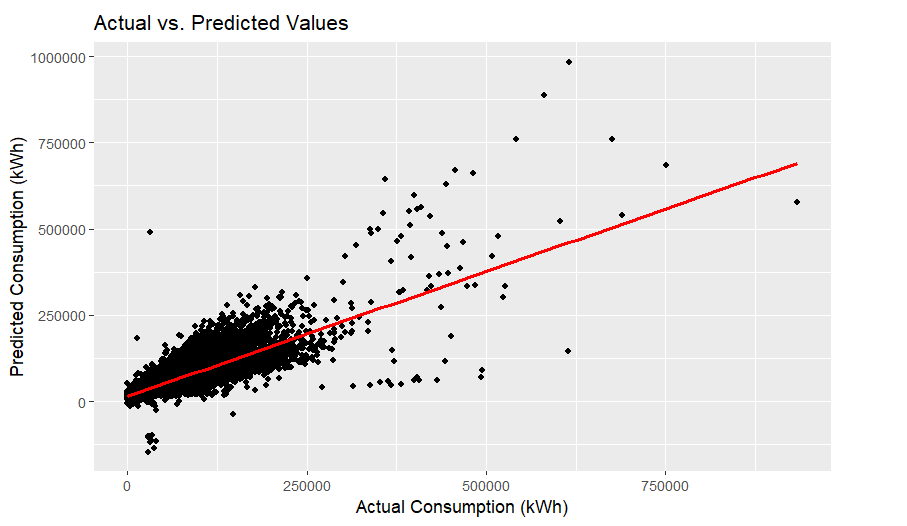 Actual vs. Predicted Values
1000000
750000
500000
250000
0
Predicted Consumption (kWh)
0 250000 500000 750000
Actual Consumption (kWh)